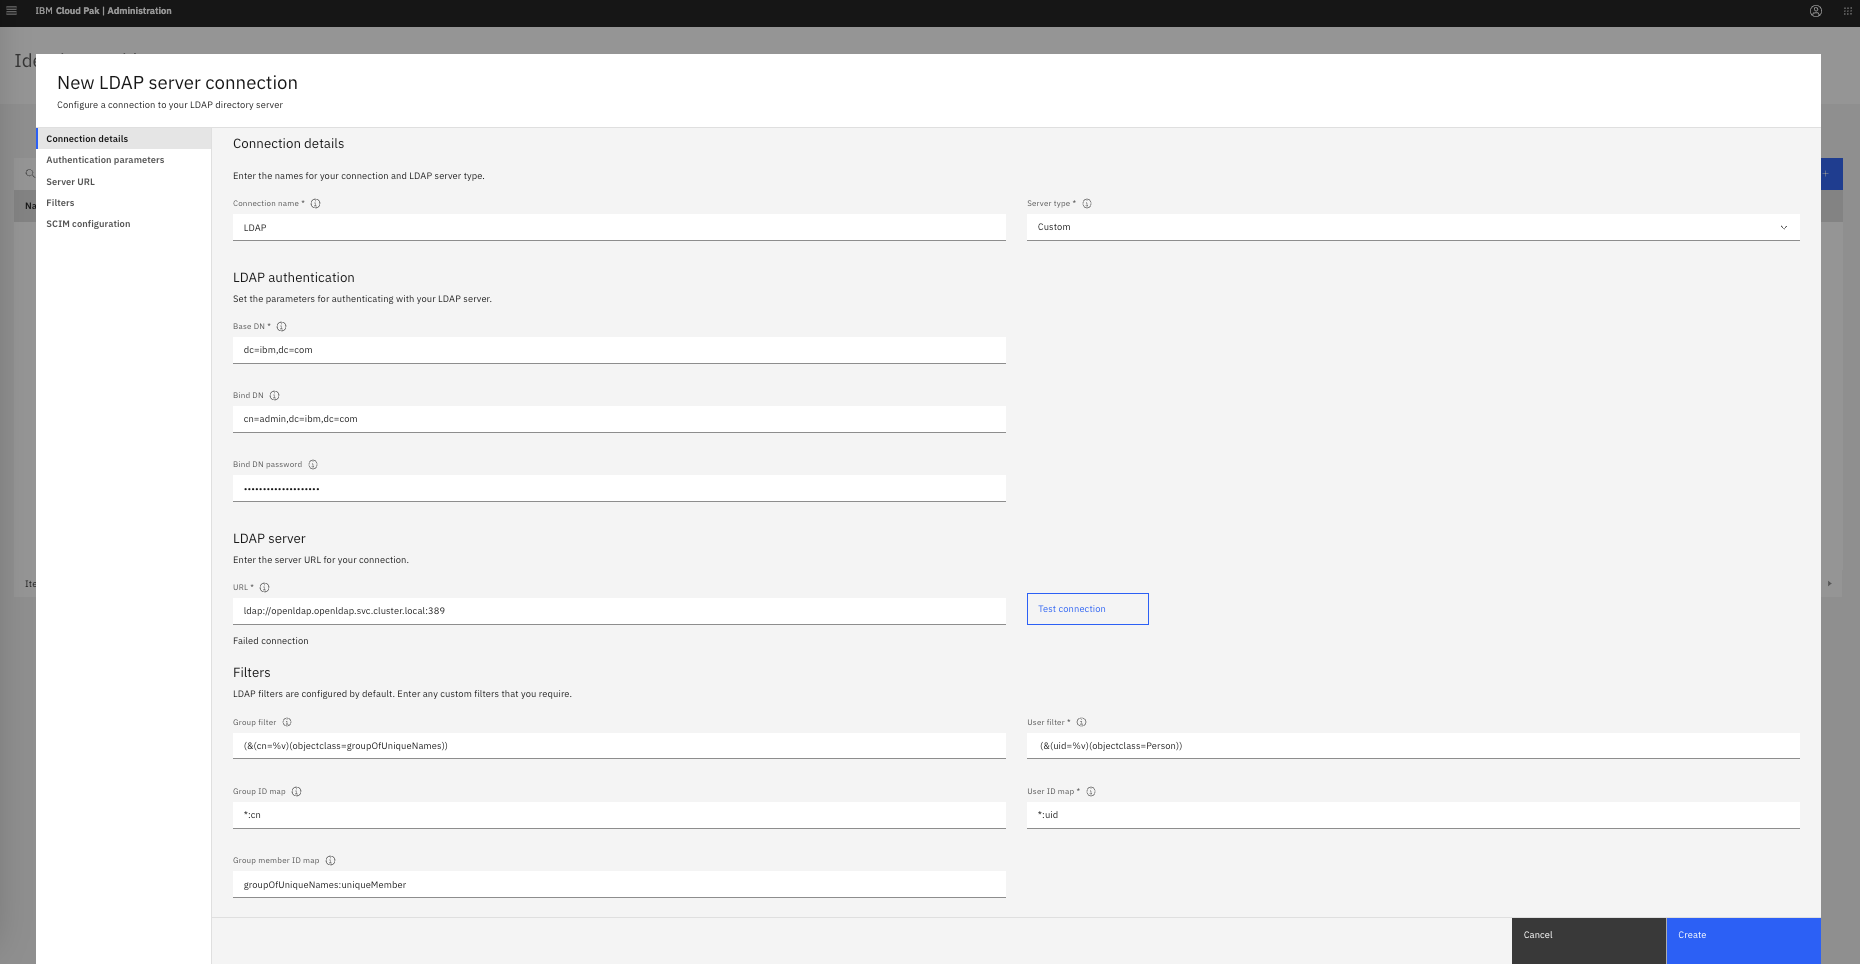 IBM Cloud Pak | Administration
Ide
New LDAP server connection
Configure a connection to your LDAP directory server
Connection details
Authentication parameters
Server URL
Filters
SCIM configuration
Na
Ite
Connection details
Enter the names for your connection and LDAP server type.
Connection name *
LDAP
Server type *
Custom
LDAP authentication
Set the parameters for authenticating with your LDAP server.
Base DN *
dc=ibm,dc=com
Bind DN
cn=admin,dc=ibm,dc=com
Bind DN password
••••••••••••••••••••
LDAP server
Enter the server URL for your connection.
URL *
ldap://openldap.openldap.svc.cluster.local:389
Test connection
Failed connection
Filters
LDAP filters are configured by default. Enter any custom filters that you require.
Group filter
(&(cn=%v)(objectclass=groupOfUniqueNames))
User filter *
(&(uid=%v)(objectclass=Person))
Group ID map
*:cn
User ID map *
*:uid
Group member ID map
groupOfUniqueNames:uniqueMember
Cancel
Create